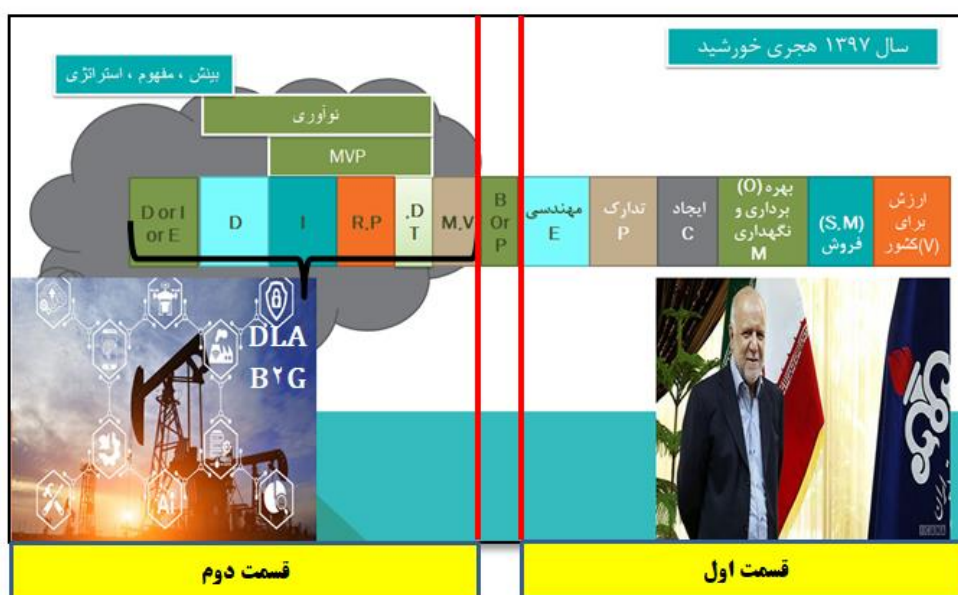 سال ۱۳۹۷ هجری خورشید
بینش ، مفهوم ، استراتژی
نوآوری
MVP
ارزش
برای
کشور(V)
(S.M)
فروش
بهره (O)
برداری و
نگهداری
M
ایجاد
C
تدارک
P
مهندسی
E
B
Or
P
M.V
.D
T
R.P
I
D
D or I
or E
DLA
B۲G
Ai
قسمت اول
قسمت دوم